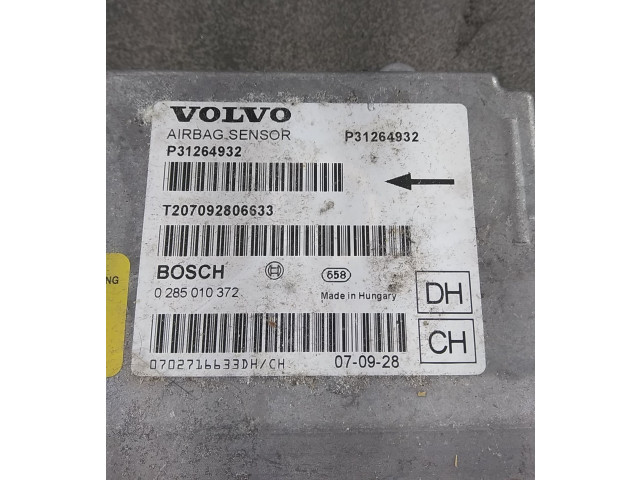 VOLVO
AIRBAG SENSOR P31264932
P31264932
T207092806633
BOSCH 658
0 285 010 372 Made in Hungary
DH
CH
0702716633DH/CH 07-09-28
NG